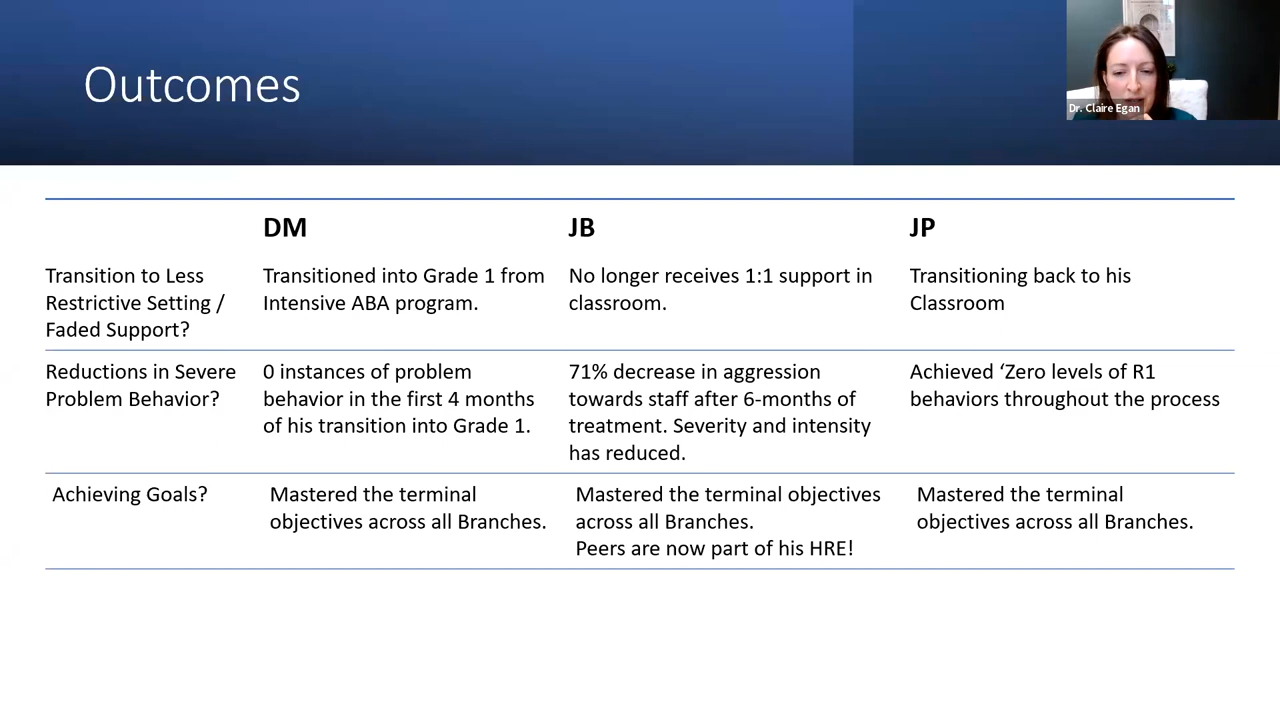 Outcomes
Dr. Claire Egan
DM JB JP
Transition to Less Restrictive Setting / Faded Support?
Transitioned into Grade 1 from Intensive ABA program.
No longer receives 1:1 support in classroom.
Transitioning back to his Classroom
Reductions in Severe Problem Behavior?
0 instances of problem behavior in the first 4 months of his transition into Grade 1.
71% decrease in aggression towards staff after 6-months of treatment. Severity and intensity has reduced.
Achieved ‘Zero levels of R1 behaviors throughout the process
Achieving Goals?
Mastered the terminal objectives across all Branches.
Mastered the terminal objectives across all Branches.
Peers are now part of his HRE!
Mastered the terminal objectives across all Branches.